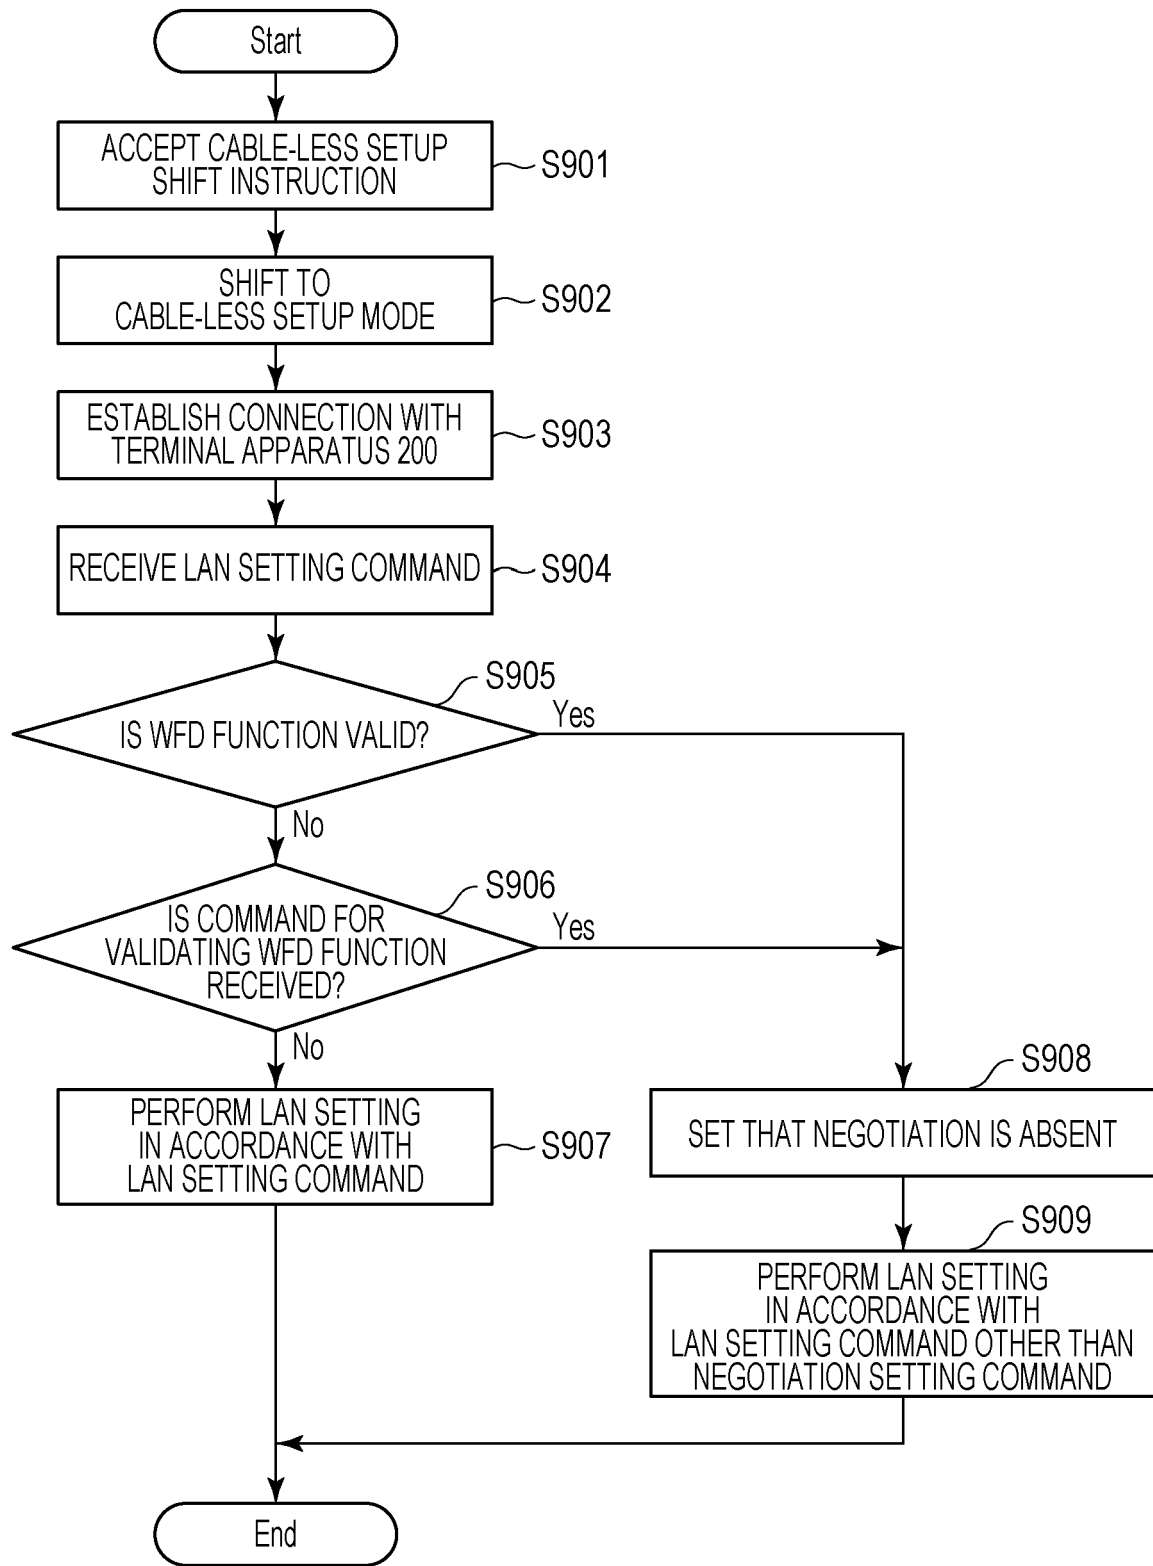 Start
ACCEPT CABLE-LESS SETUP
SHIFT INSTRUCTION
S901
SHIFT TO
CABLE-LESS SETUP MODE
S902
ESTABLISH CONNECTION WITH
TERMINAL APPARATUS 200
S903
RECEIVE LAN SETTING COMMAND
S904
S905
IS WFD FUNCTION VALID?
Yes
No
S906
IS COMMAND FOR
VALIDATING WFD FUNCTION
RECEIVED?
Yes
No
PERFORM LAN SETTING
IN ACCORDANCE WITH
LAN SETTING COMMAND
S907
S908
SET THAT NEGOTIATION IS ABSENT
S909
PERFORM LAN SETTING
IN ACCORDANCE WITH
LAN SETTING COMMAND OTHER THAN
NEGOTIATION SETTING COMMAND
End